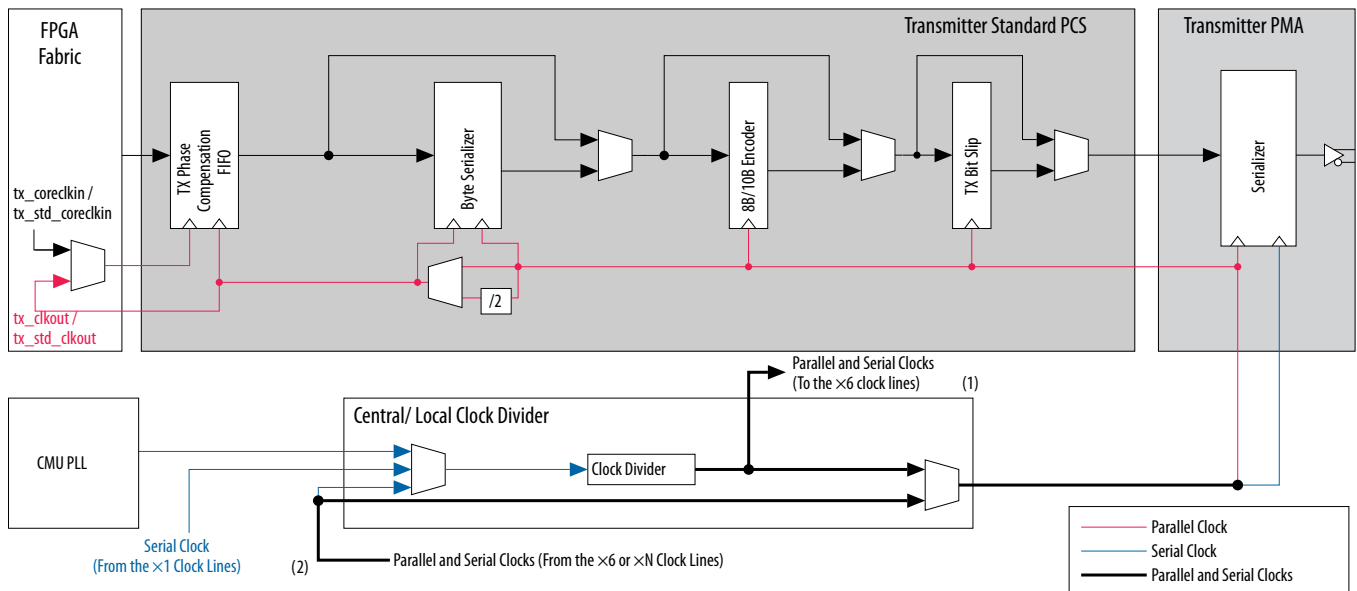 FPGA
Fabric
Transmitter Standard PCS
Transmitter PMA
TX Phase
Compensation
FIFO
Byte Serializer
8B/10B Encoder
TX Bit Slip
Serializer
tx_coreclkin /
tx_std_coreclkin
/2
tx_clkout /
tx_std_clkout
Parallel and Serial Clocks
(To the ×6 clock lines)
(1)
Central/ Local Clock Divider
CMU PLL
Clock Divider
Serial Clock
(From the ×1 Clock Lines)
(2)
Parallel and Serial Clocks (From the ×6 or ×N Clock Lines)
Parallel Clock
Serial Clock
Parallel and Serial Clocks